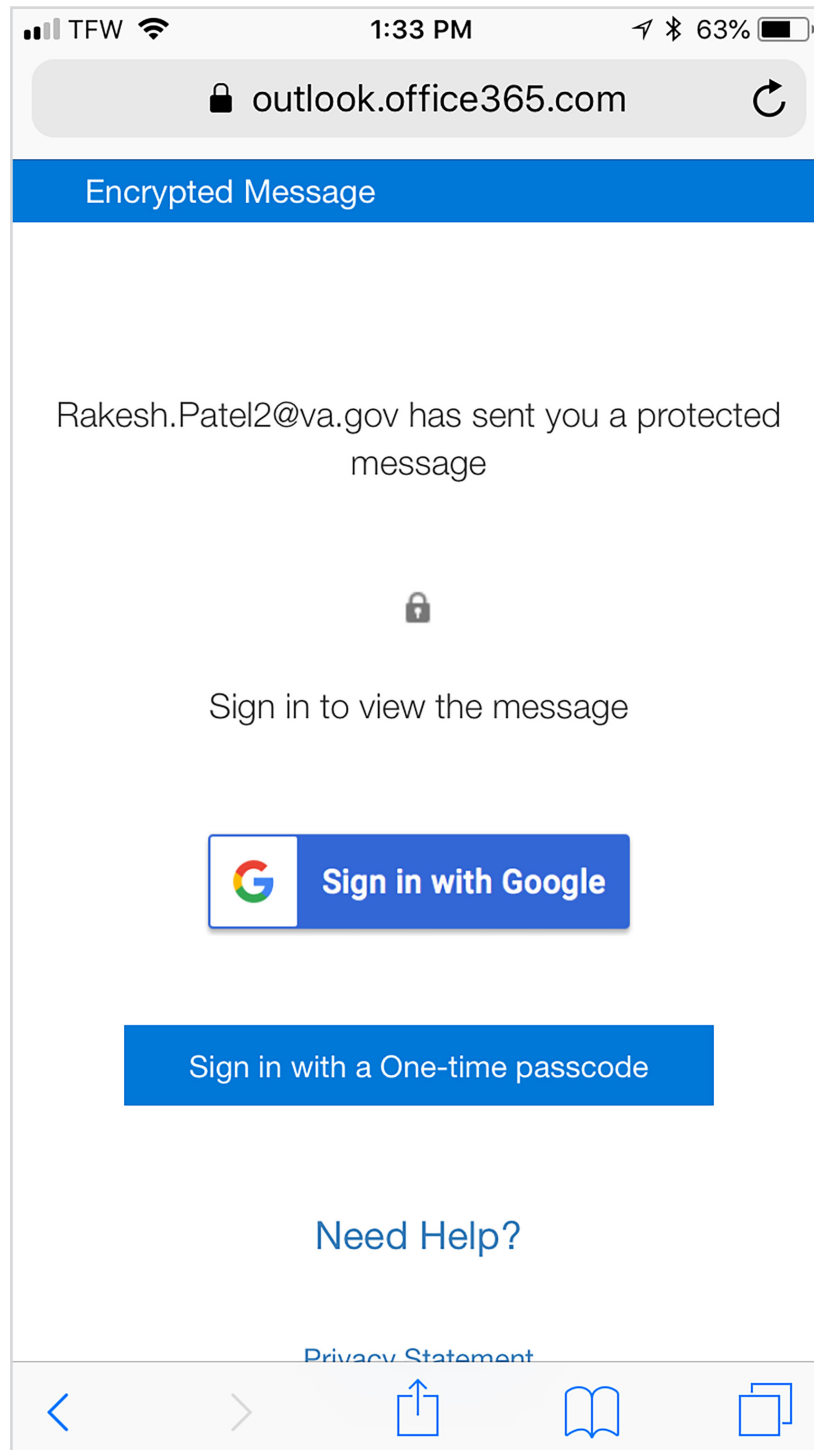 TFW 1:33 PM 63%
outlook.office365.com
Encrypted Message
Rakesh.Patel2@va.gov has sent you a protected
message
Sign in to view the message
G Sign in with Google
Sign in with a One-time passcode
Need Help?
Privacy Statement